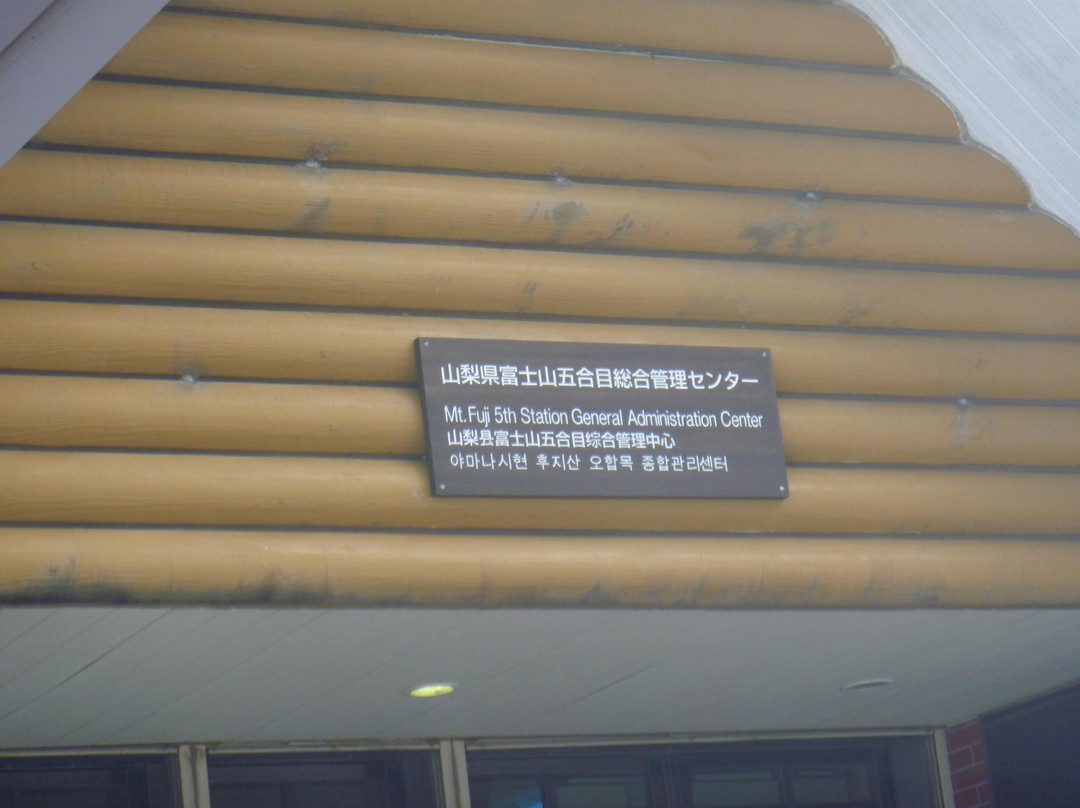 山梨県富士山五合目総合管理センター
Mt. Fuji 5th Station General Administration Center
山梨县富士山五合目综合管理中心
야마나시현 후지산 오합목 종합관리센터